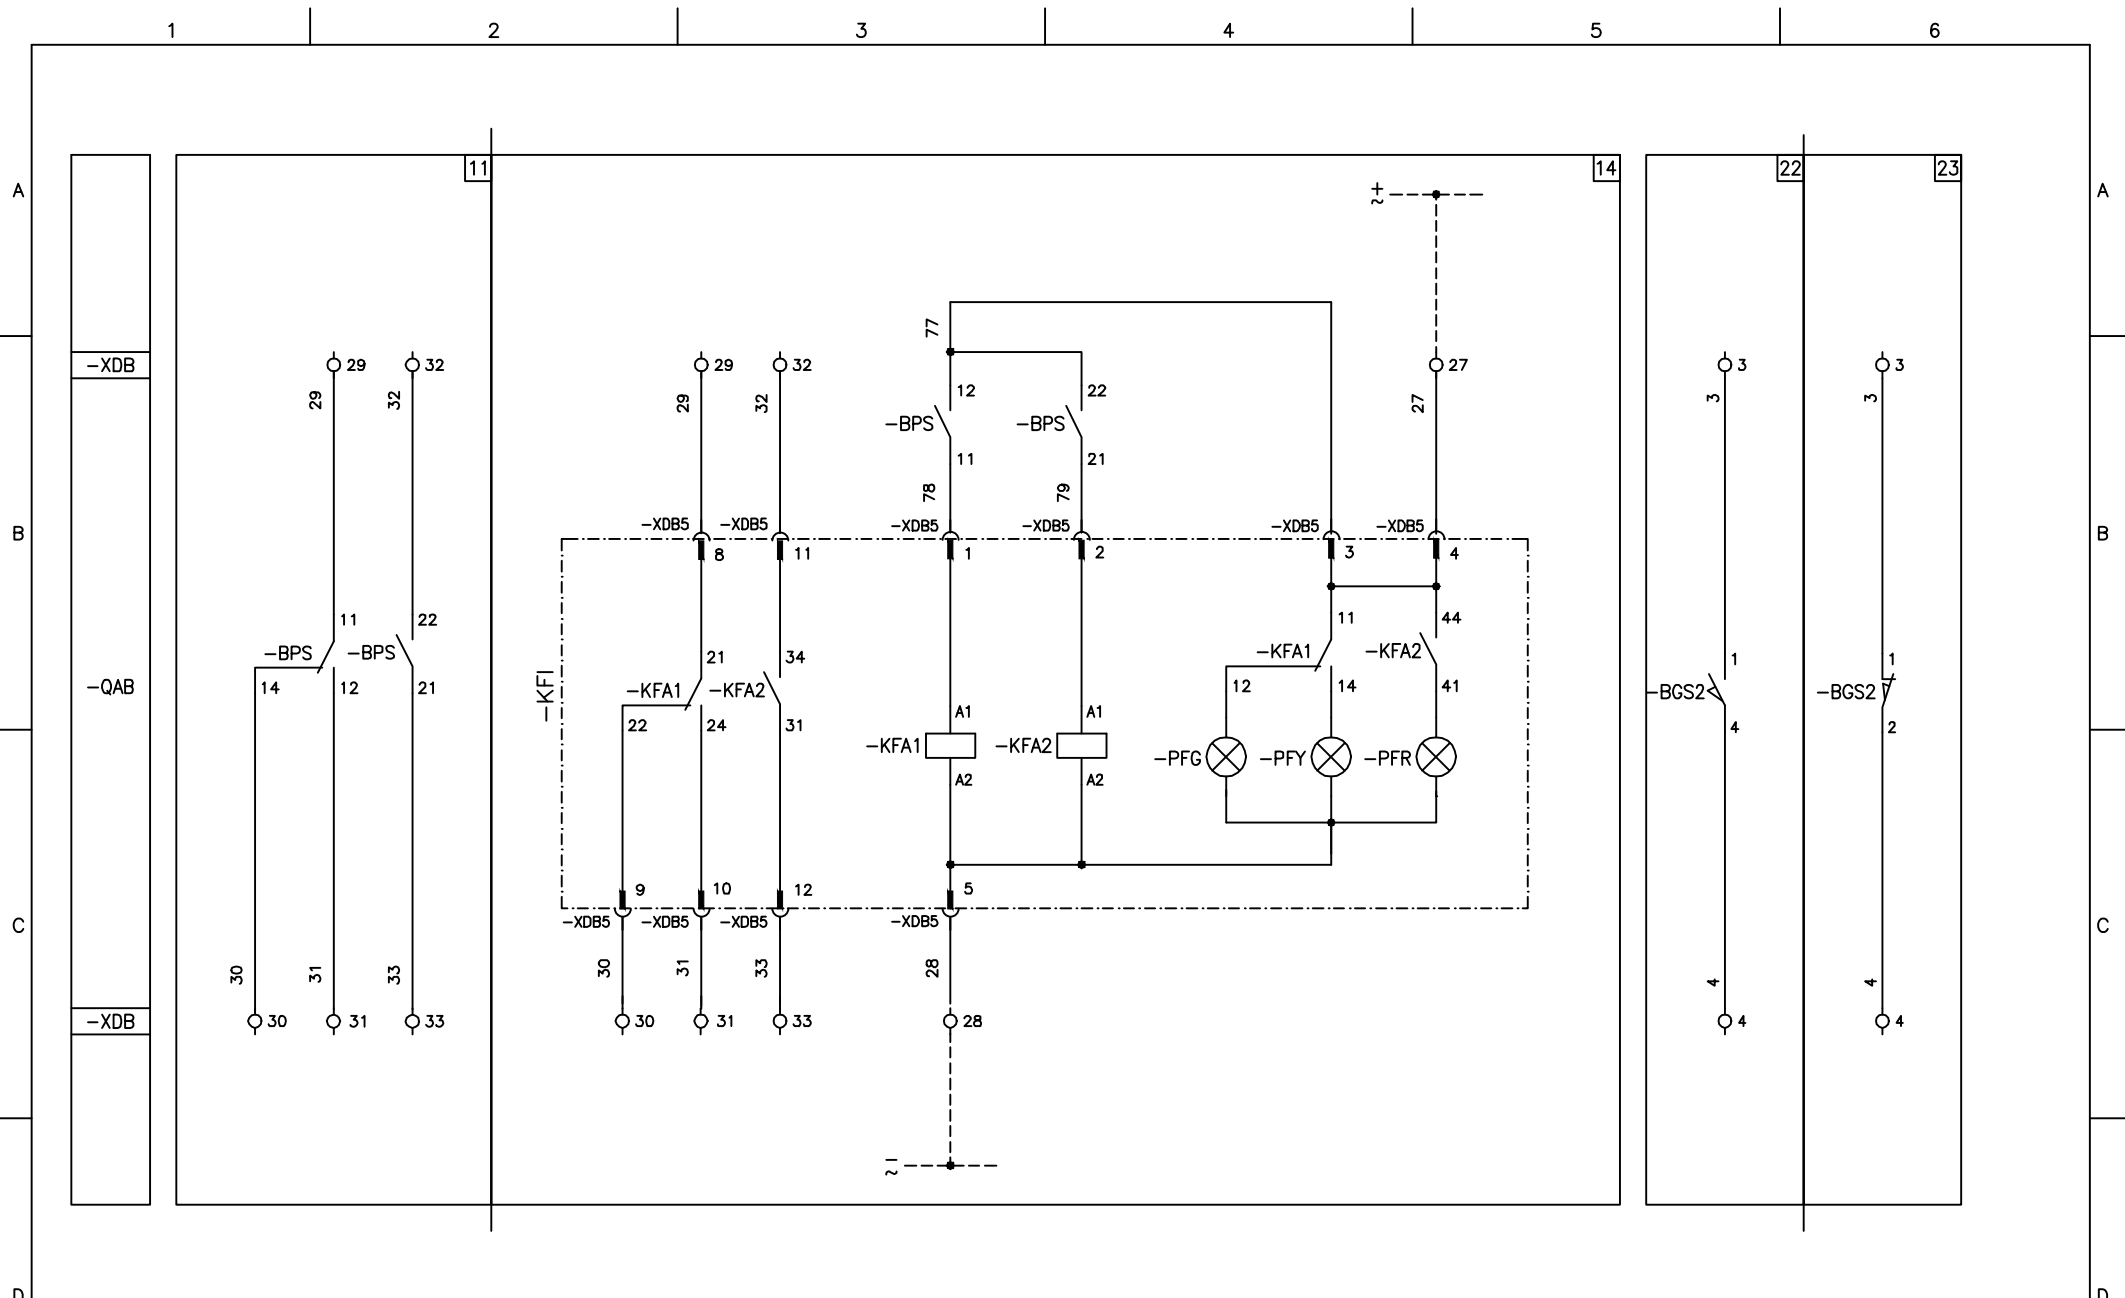 1 2 3 4 5 6
11 14 22 23
A + ~ A
77
-XDB 29 32 29 32 27 3 3
29 32 29 32 12 22 27 3 3
-BPS -BPS
11 21
78 79
B -XDB5 -XDB5 -XDB5 -XDB5 -XDB5 -XDB5 B
8 11 1 2 3 4
11 22 11 44
-BPS -BPS -KFA1 -KFA2
21 34 1 1
-QAB 14 12 21 -KFI -KFA1 -KFA2 12 14 41 -BGS2 -BGS2
22 24 31 A1 A1 4 2
-KFA1 -KFA2 -PFG -PFY -PFR
A2 A2
9 10 12 5
C -XDB5 -XDB5 -XDB5 -XDB5 C
30 31 33 30 31 33 28 4 4
-XDB 30 31 33 30 31 33 28 4 4
− ~
D D